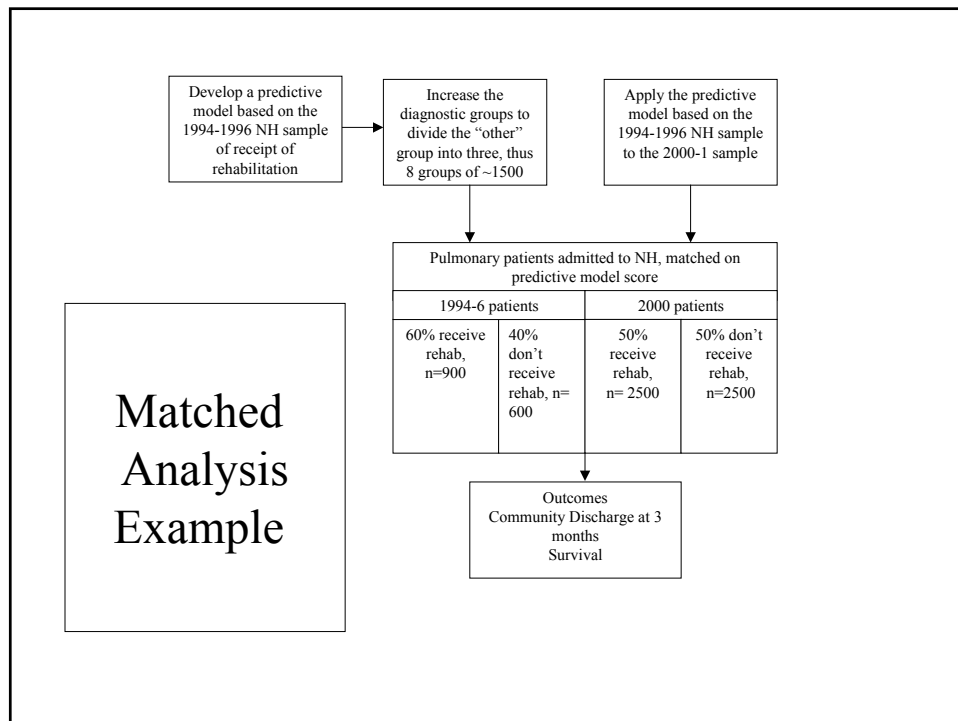 Develop a predictive
model based on the
1994-1996 NH sample
of receipt of
rehabilitation
Increase the
diagnostic groups to
divide the “other”
group into three, thus
8 groups of ~1500
Apply the predictive
model based on the
1994-1996 NH sample
to the 2000-1 sample
Pulmonary patients admitted to NH, matched on
predictive model score
1994-6 patients
2000 patients
60% receive
rehab,
n=900
40%
don’t
receive
rehab, n=
600
50%
receive
rehab,
n= 2500
50% don’t
receive
rehab,
n=2500
Matched
Analysis
Example
Outcomes
Community Discharge at 3
months
Survival